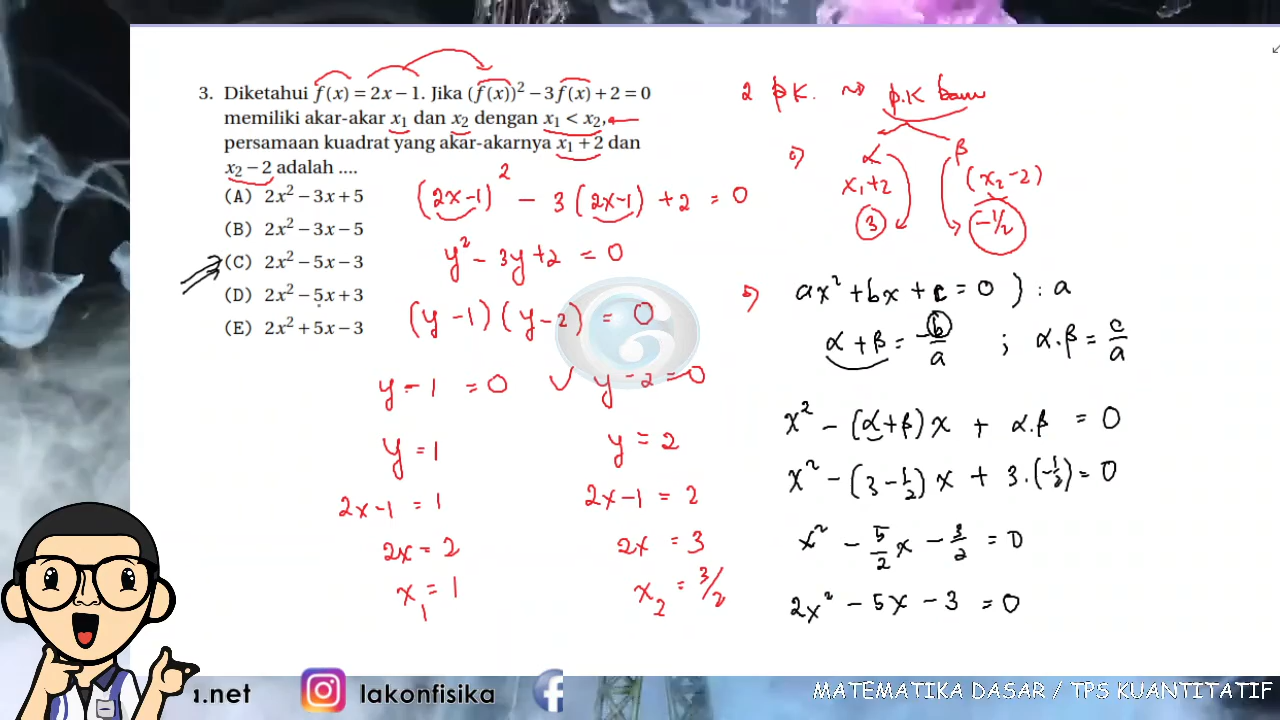 3. Diketahui f(x) = 2x − 1. Jika (f(x))² − 3f(x) + 2 = 0
memiliki akar-akar x₁ dan x₂ dengan x₁ < x₂,
persamaan kuadrat yang akar-akarnya x₁ + 2 dan
x₂ − 2 adalah ....
(A) 2x² − 3x + 5
(B) 2x² − 3x − 5
(C) 2x² − 5x − 3
(D) 2x² − 5x + 3
(E) 2x² + 5x − 3
(2x-1)² - 3(2x-1) + 2 = 0
y² - 3y + 2 = 0
(y - 1)(y - 2) = 0
y - 1 = 0 ∨ y - 2 = 0
y = 1
y = 2
2x - 1 = 1
2x - 1 = 2
2x = 2
2x = 3
x₁ = 1
x₂ = 3/2
2 PK. ⇝ p.K baru
α β
x₁+2 (x₂-2)
3 -1/2
ax² + bx + c = 0 ) : a
α + β = -b/a ; α.β = c/a
x² - (α+β)x + α.β = 0
x² - (3 - 1/2)x + 3.(-1/2) = 0
x² - 5/2 x - 3/2 = 0
2x² - 5x - 3 = 0
.net
lakonfisika
MATEMATIKA DASAR / TPS KUANTITATIF